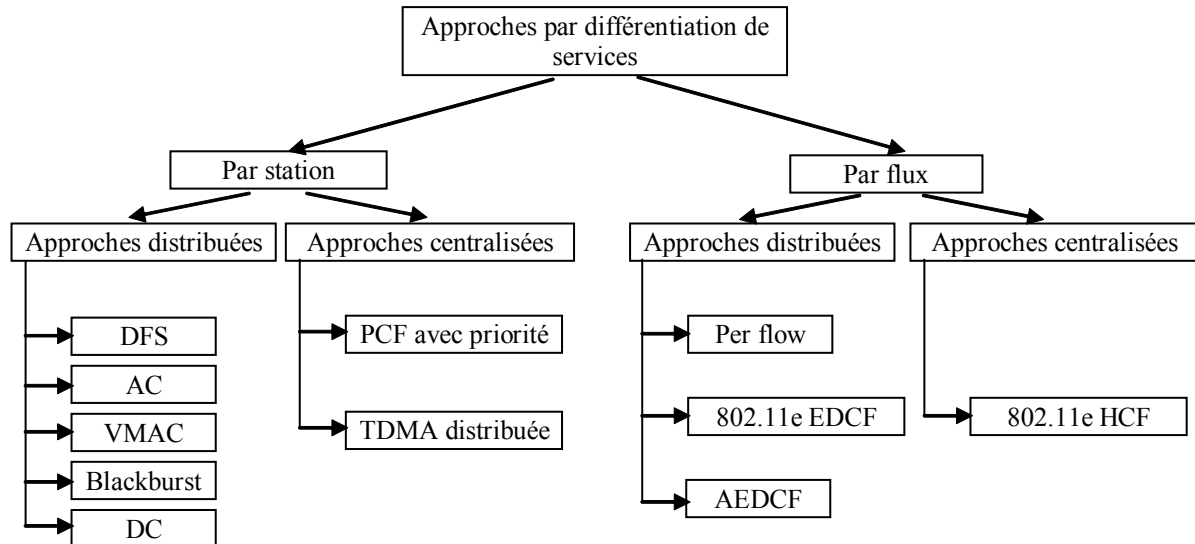 Approches par différentiation de
services
Par station
Par flux
Approches distribuées
Approches centralisées
Approches distribuées
Approches centralisées
DFS
AC
VMAC
Blackburst
DC
PCF avec priorité
TDMA distribuée
Per flow
802.11e EDCF
AEDCF
802.11e HCF